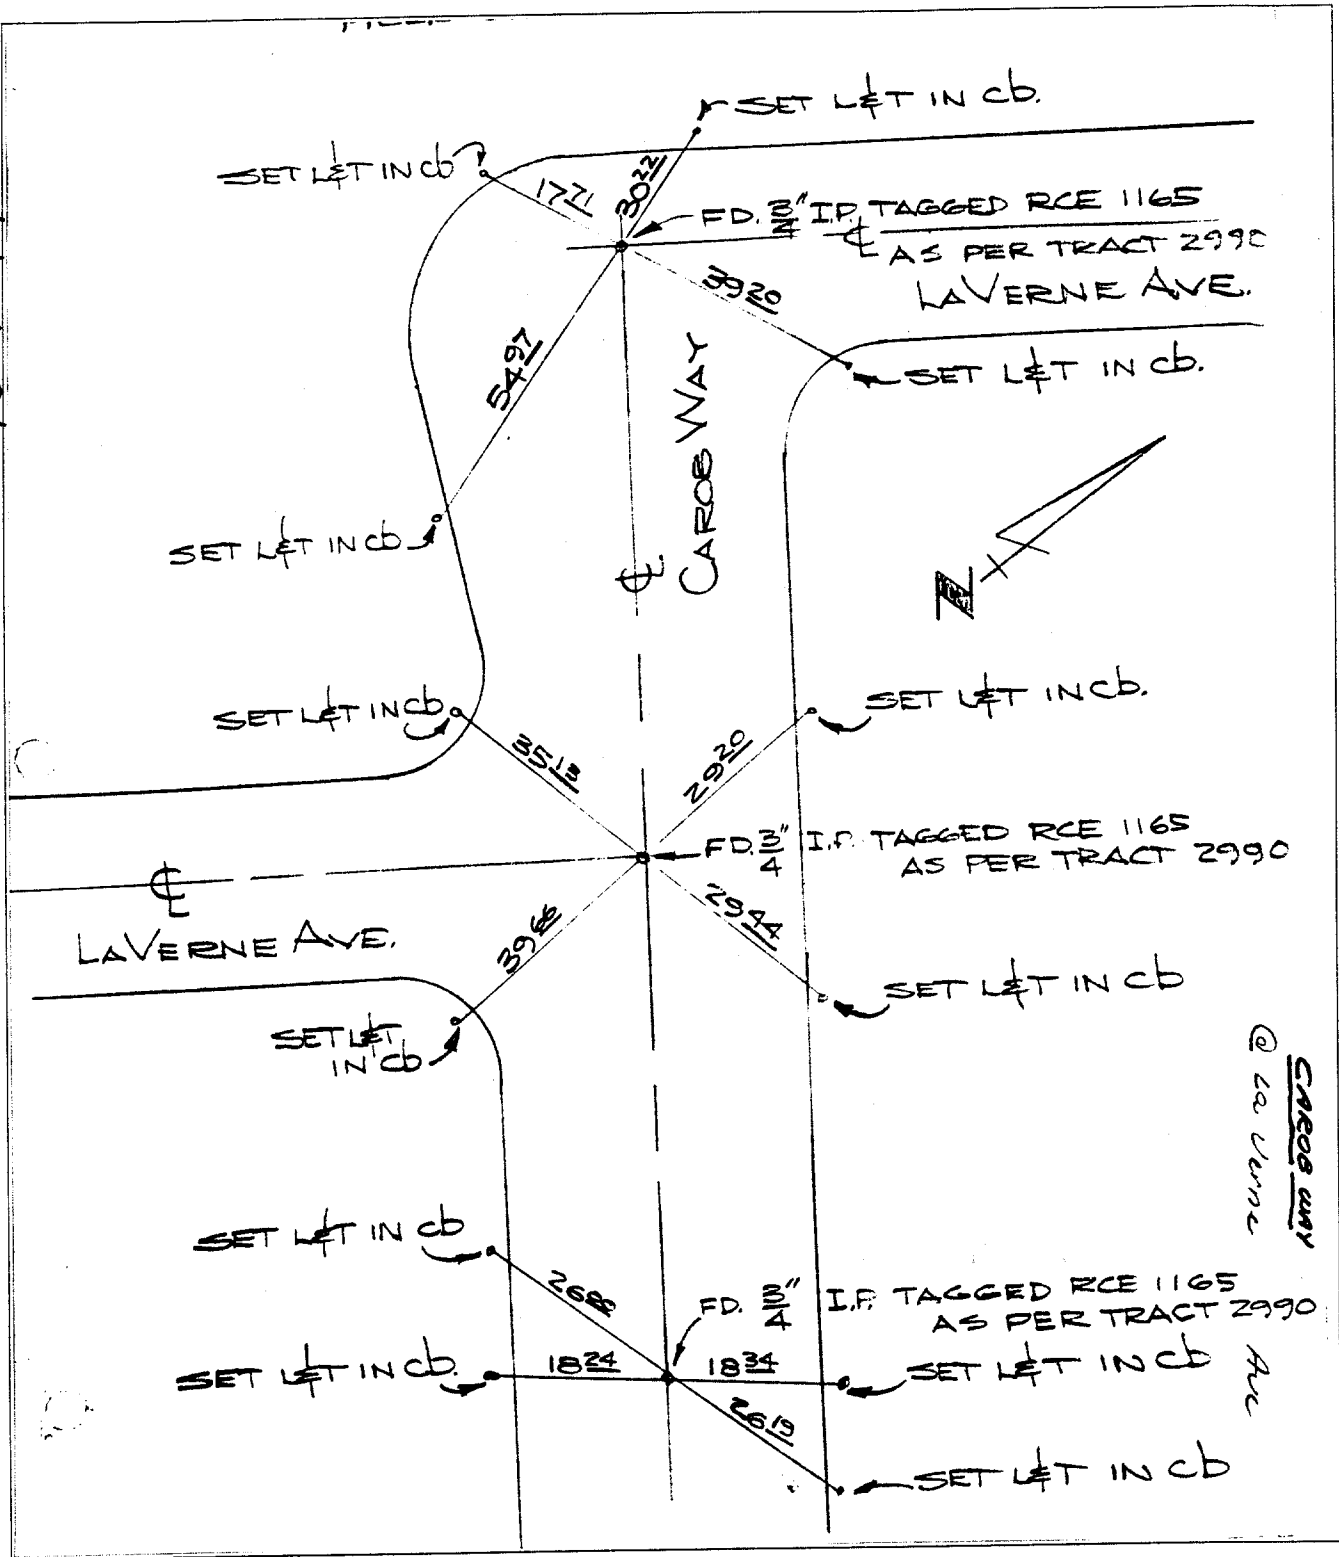 SET L&T IN cb.
SET L&T IN cb
17 71
30 22
FD. 3/4" I.P. TAGGED RCE 1165
℄ AS PER TRACT 2990
LAVERNE AVE.
39 20
54 97
SET L&T IN cb.
CAROB WAY
℄
SET L&T IN cb
N
SET L&T IN cb
SET L&T IN cb.
35 13
29 20
FD. 3/4" I.P. TAGGED RCE 1165
AS PER TRACT 2990
℄
LAVERNE AVE.
39 66
29 44
SET L&T IN cb
SET L&T
IN cb
CAROB WAY
@ La Verne Ave
SET L&T IN cb
FD. 3/4" I.P. TAGGED RCE 1165
AS PER TRACT 2990
SET L&T IN cb.
18 24
18 34
SET L&T IN cb
26 19
SET L&T IN cb